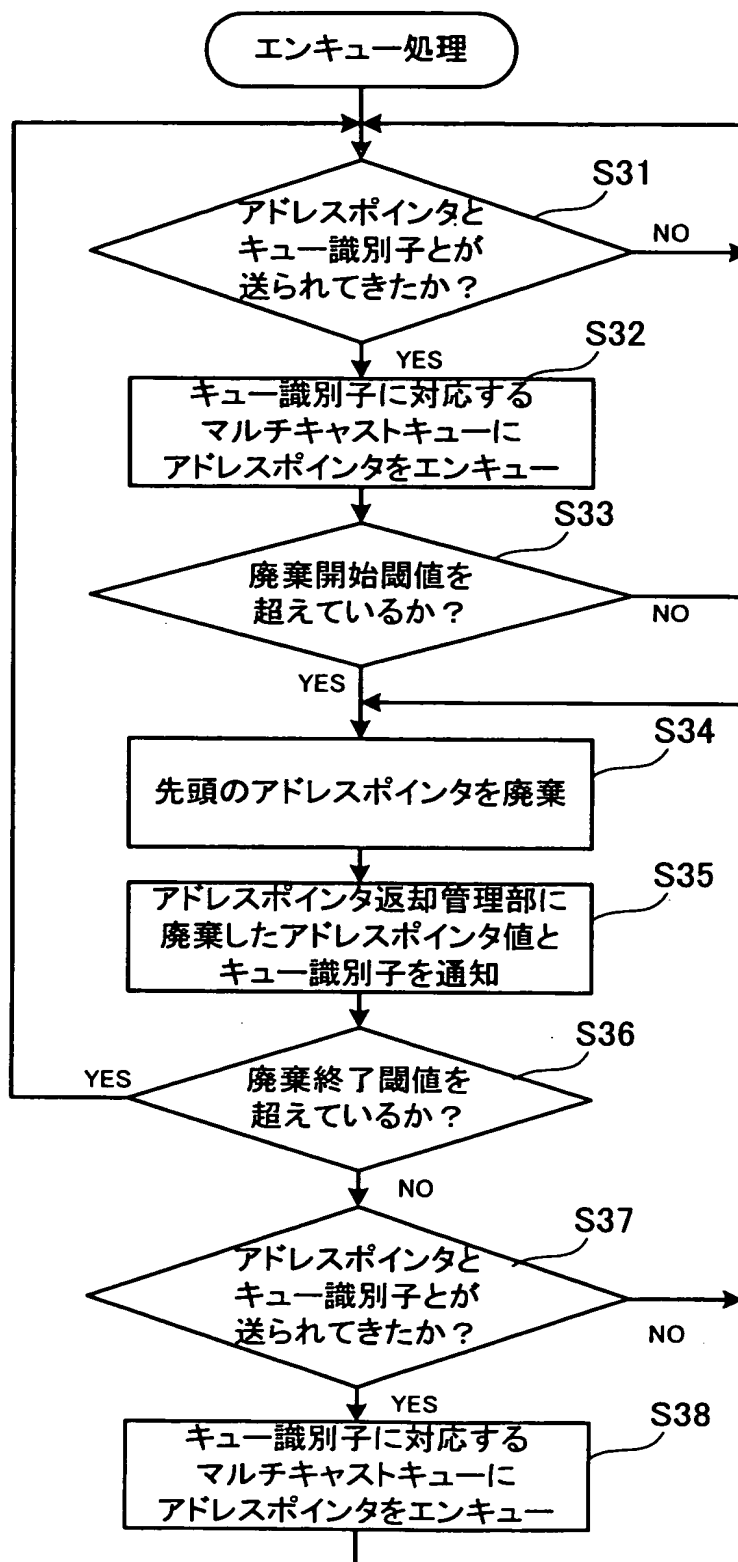 エンキュー処理
S31
アドレスポインタと
キュー識別子とが
送られてきたか？
NO
YES
S32
キュー識別子に対応する
マルチキャストキューに
アドレスポインタをエンキュー
S33
廃棄開始閾値を
超えているか？
NO
YES
S34
先頭のアドレスポインタを廃棄
S35
アドレスポインタ返却管理部に
廃棄したアドレスポインタ値と
キュー識別子を通知
S36
YES
廃棄終了閾値を
超えているか？
NO
S37
アドレスポインタと
キュー識別子とが
送られてきたか？
NO
YES
S38
キュー識別子に対応する
マルチキャストキューに
アドレスポインタをエンキュー